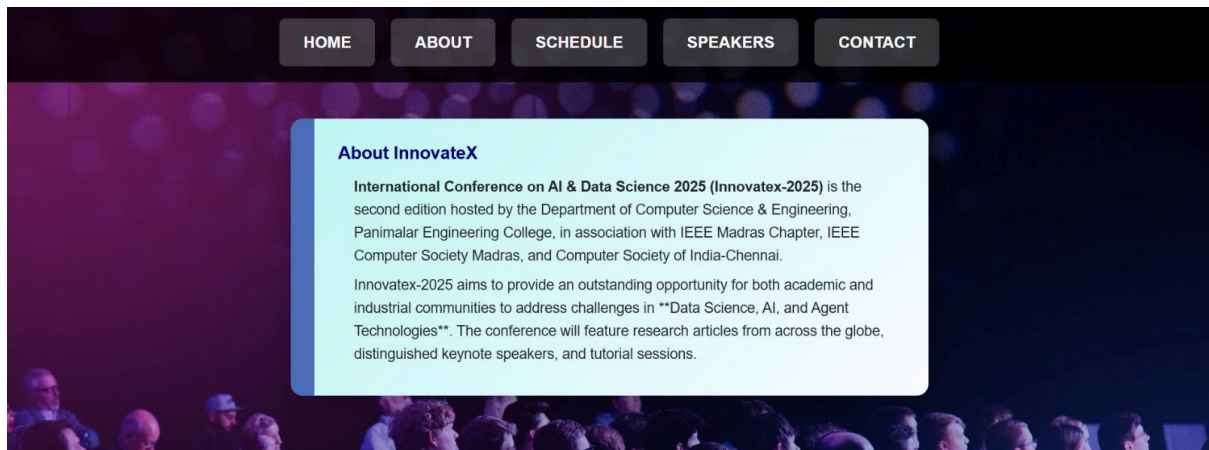 HOME ABOUT SCHEDULE SPEAKERS CONTACT
About InnovateX
International Conference on AI & Data Science 2025 (Innovatex-2025) is the
second edition hosted by the Department of Computer Science & Engineering,
Panimalar Engineering College, in association with IEEE Madras Chapter, IEEE
Computer Society Madras, and Computer Society of India-Chennai.
Innovatex-2025 aims to provide an outstanding opportunity for both academic and
industrial communities to address challenges in **Data Science, AI, and Agent
Technologies**. The conference will feature research articles from across the globe,
distinguished keynote speakers, and tutorial sessions.